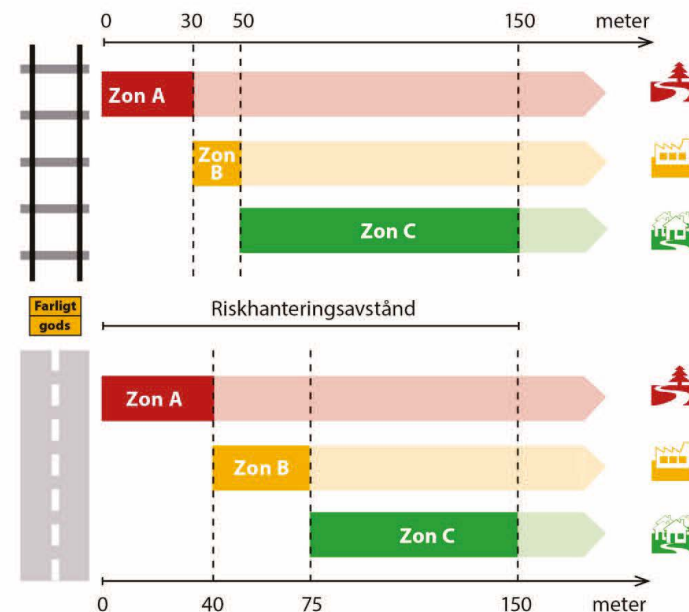 0 30 50 150 meter
Zon A
Zon
B
Zon C
Farligt
gods
Riskhanteringsavstånd
Zon A
Zon B
Zon C
0 40 75 150 meter